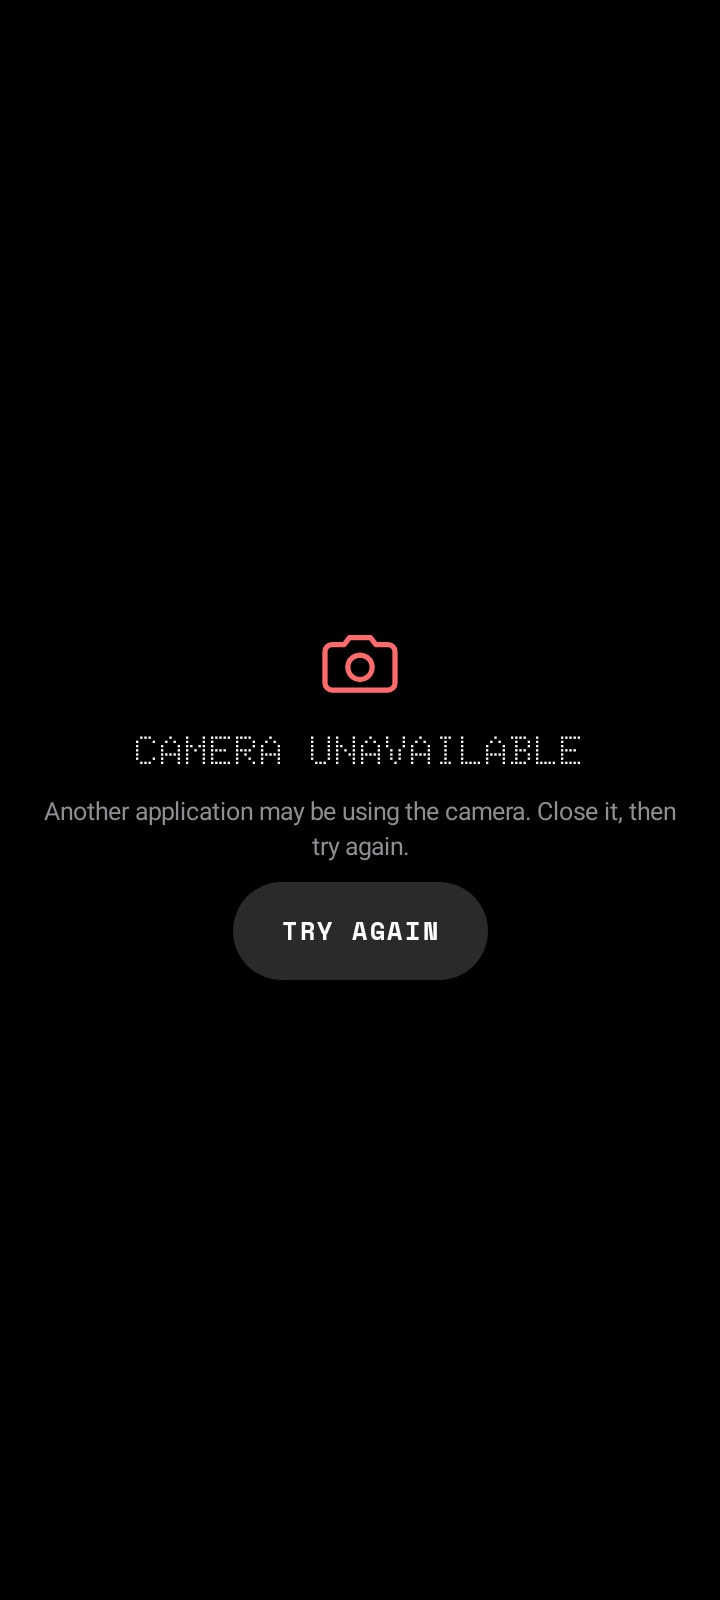 CAMERA UNAVAILABLE
Another application may be using the camera. Close it, then
try again.
TRY AGAIN